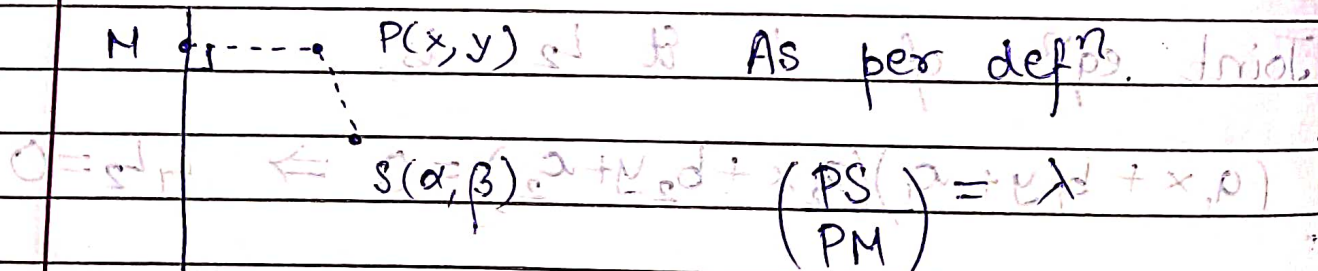 M P(x, y) As per defⁿ.
S(α, β) (PS/PM) = λ